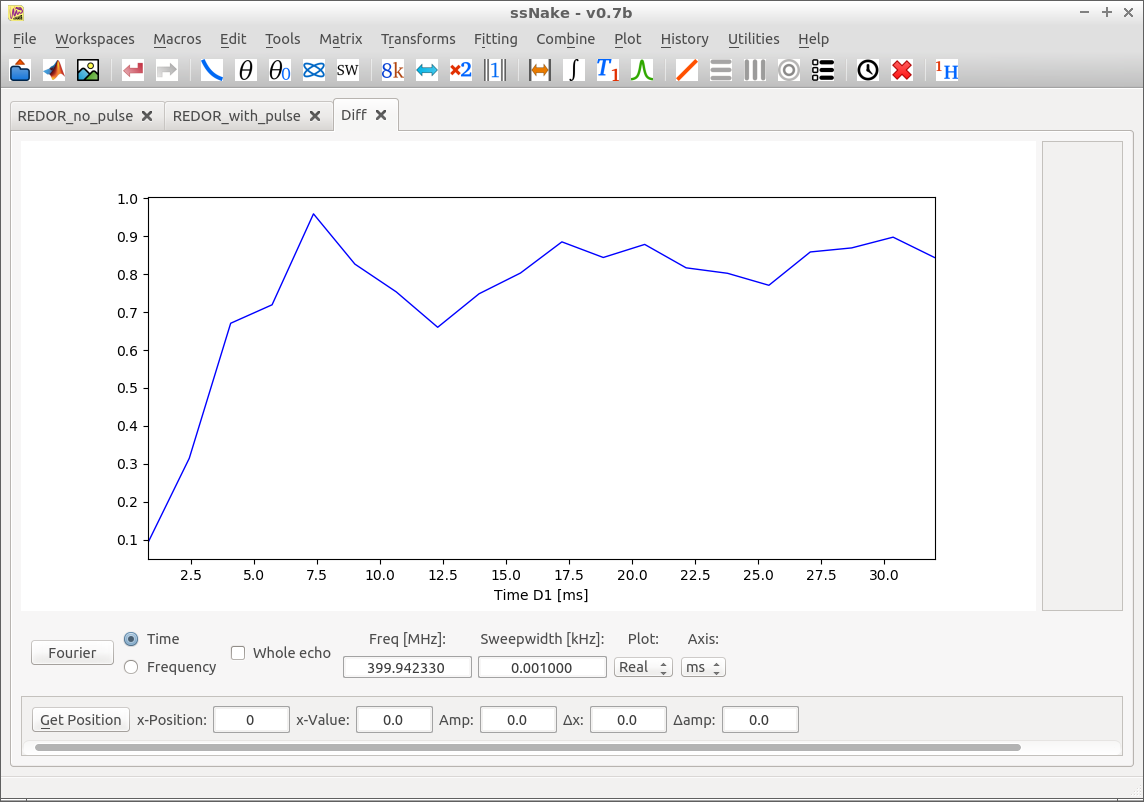 ssNake - v0.7b
File Workspaces Macros Edit Tools Matrix Transforms Fitting Combine Plot History Utilities Help
θ θ0 SW 8k ×2 |1| ∫ T1 1H
REDOR_no_pulse REDOR_with_pulse Diff
1.0
0.9
0.8
0.7
0.6
0.5
0.4
0.3
0.2
0.1
2.5 5.0 7.5 10.0 12.5 15.0 17.5 20.0 22.5 25.0 27.5 30.0
Time D1 [ms]
Time Freq [MHz]: Sweepwidth [kHz]: Plot: Axis:
Fourier Whole echo
Frequency 399.942330 0.001000 Real ms
Get Position x-Position: 0 x-Value: 0.0 Amp: 0.0 Δx: 0.0 Δamp: 0.0